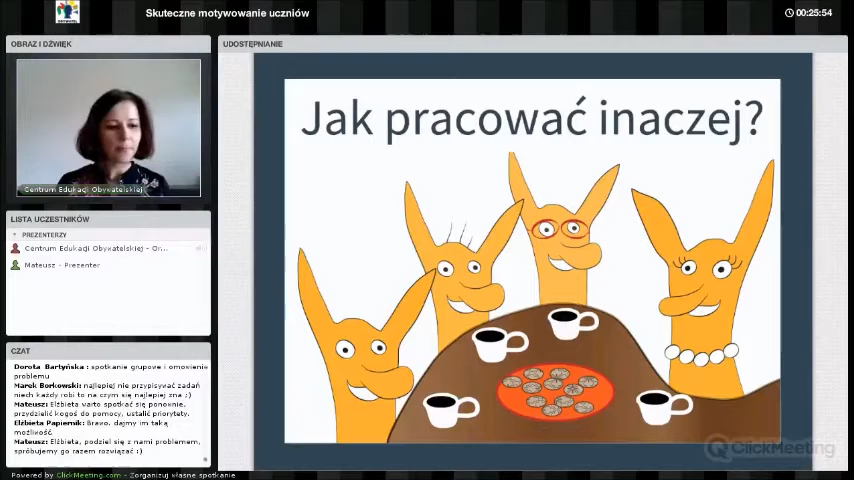 Skuteczne motywowanie uczniów
00:25:54
OBRAZ I DŹWIĘK
Centrum Edukacji Obywatelskiej
LISTA UCZESTNIKÓW
PREZENTERZY
Centrum Edukacji Obywatelskiej - Or...
Mateusz - Prezenter
CZAT
Dorota Bartyńska : spotkanie grupowe i omowienie
problemu
Marek Borkowski: najlepiej nie przypisywać zadań
niech każdy robi to na czym się najlepiej zna ;)
Mateusz: Elżbieta warto spotkać się ponownie,
przydzielić kogoś do pomocy, ustalić priorytety.
Elżbieta Papiernik: Brawo. dajmy im taką
możliwość.
Mateusz: Elżbieta, podziel się z nami problemem,
spróbujemy go razem rozwiązać :)
Powered by ClickMeeting.com - Zorganizuj własne spotkanie
UDOSTĘPNIANIE
Jak pracować inaczej?
ClickMeeting